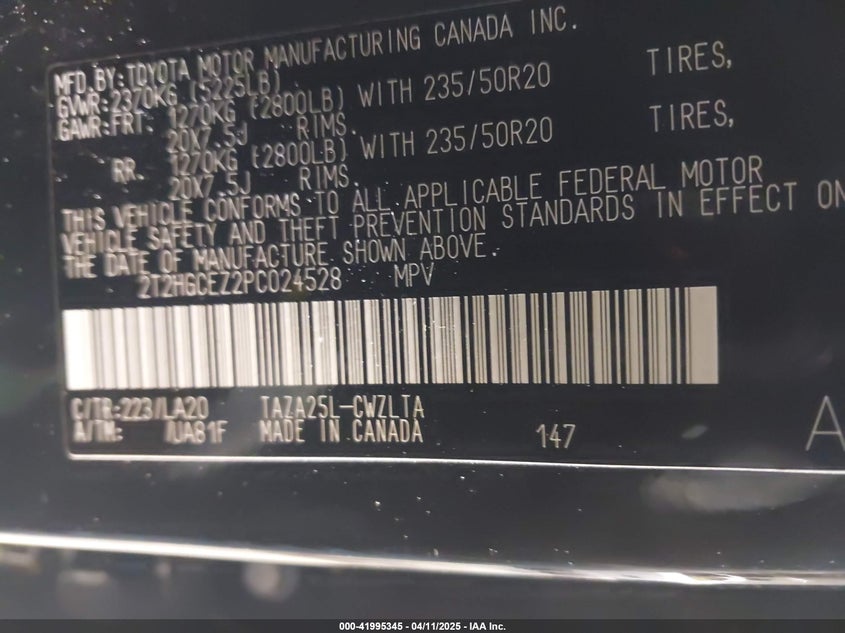 MFD.BY:TOYOTA MOTOR MANUFACTURING CANADA INC.
GVWR:2370KG (5225LB)
GAWR:FRT. 1270KG (2800LB) WITH 235/50R20 TIRES,
20X7.5J RIMS.
RR. 1270KG (2800LB) WITH 235/50R20 TIRES,
20X7.5J RIMS.
THIS VEHICLE CONFORMS TO ALL APPLICABLE FEDERAL MOTOR
VEHICLE SAFETY AND THEFT PREVENTION STANDARDS IN EFFECT ON
THE DATE OF MANUFACTURE SHOWN ABOVE.
2T2HGCEZ2PC024528 MPV
C/TR:223/LA20 TAZA25L-CWZLTA
A/TM: /UA81F MADE IN CANADA 147
A
000-41995345 - 04/11/2025 - IAA Inc.